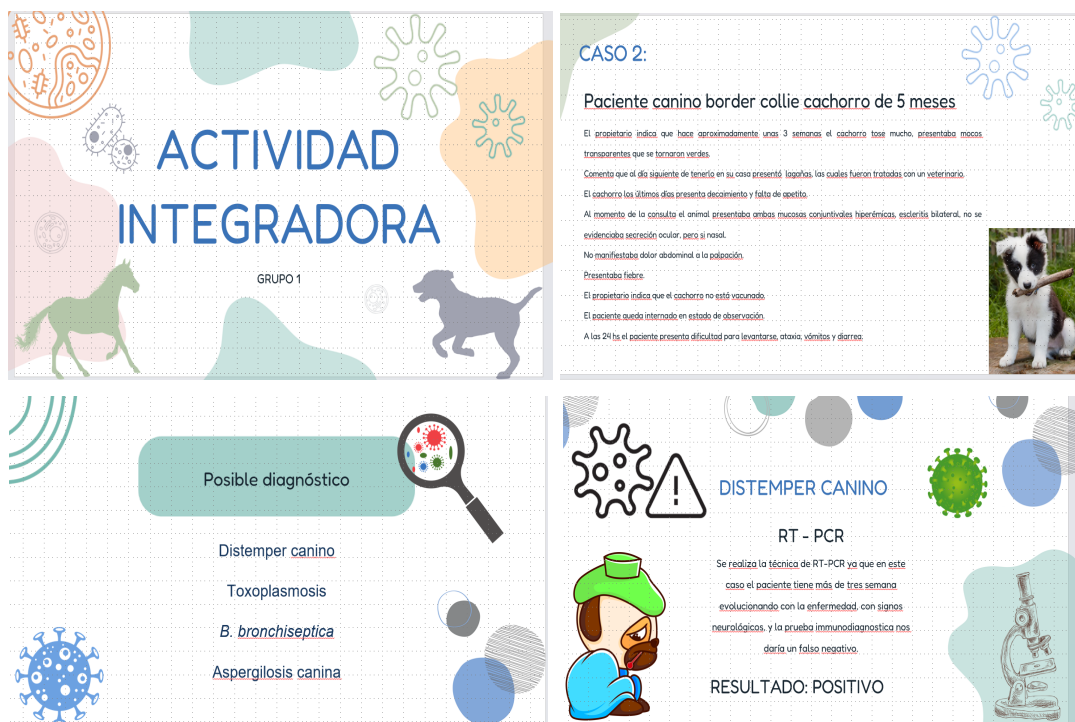 ACTIVIDAD
INTEGRADORA
GRUPO 1
CASO 2:
Paciente canino border collie cachorro de 5 meses
El propietario indica que hace aproximadamente unas 3 semanas el cachorro tose mucho, presentaba mocos
transparentes que se tornaron verdes.
Comenta que al día siguiente de tenerlo en su casa presentó lagañas, las cuales fueron tratadas con un veterinario.
El cachorro los últimos días presenta decaimiento y falta de apetito.
Al momento de la consulta el animal presentaba ambas mucosas conjuntivales hiperémicas, escleritis bilateral, no se
evidenciaba secreción ocular, pero si nasal.
No manifiestaba dolor abdominal a la palpación.
Presentaba fiebre.
El propietario indica que el cachorro no está vacunado.
El paciente queda internado en estado de observación.
A las 24 hs el paciente presenta dificultad para levantarse, ataxia, vómitos y diarrea.
Posible diagnóstico
Distemper canino
Toxoplasmosis
B. bronchiseptica
Aspergilosis canina
DISTEMPER CANINO
RT - PCR
Se realiza la técnica de RT-PCR ya que en este
caso el paciente tiene más de tres semana
evolucionando con la enfermedad, con signos
neurológicos, y la prueba immunodiagnostica nos
daría un falso negativo.
RESULTADO: POSITIVO